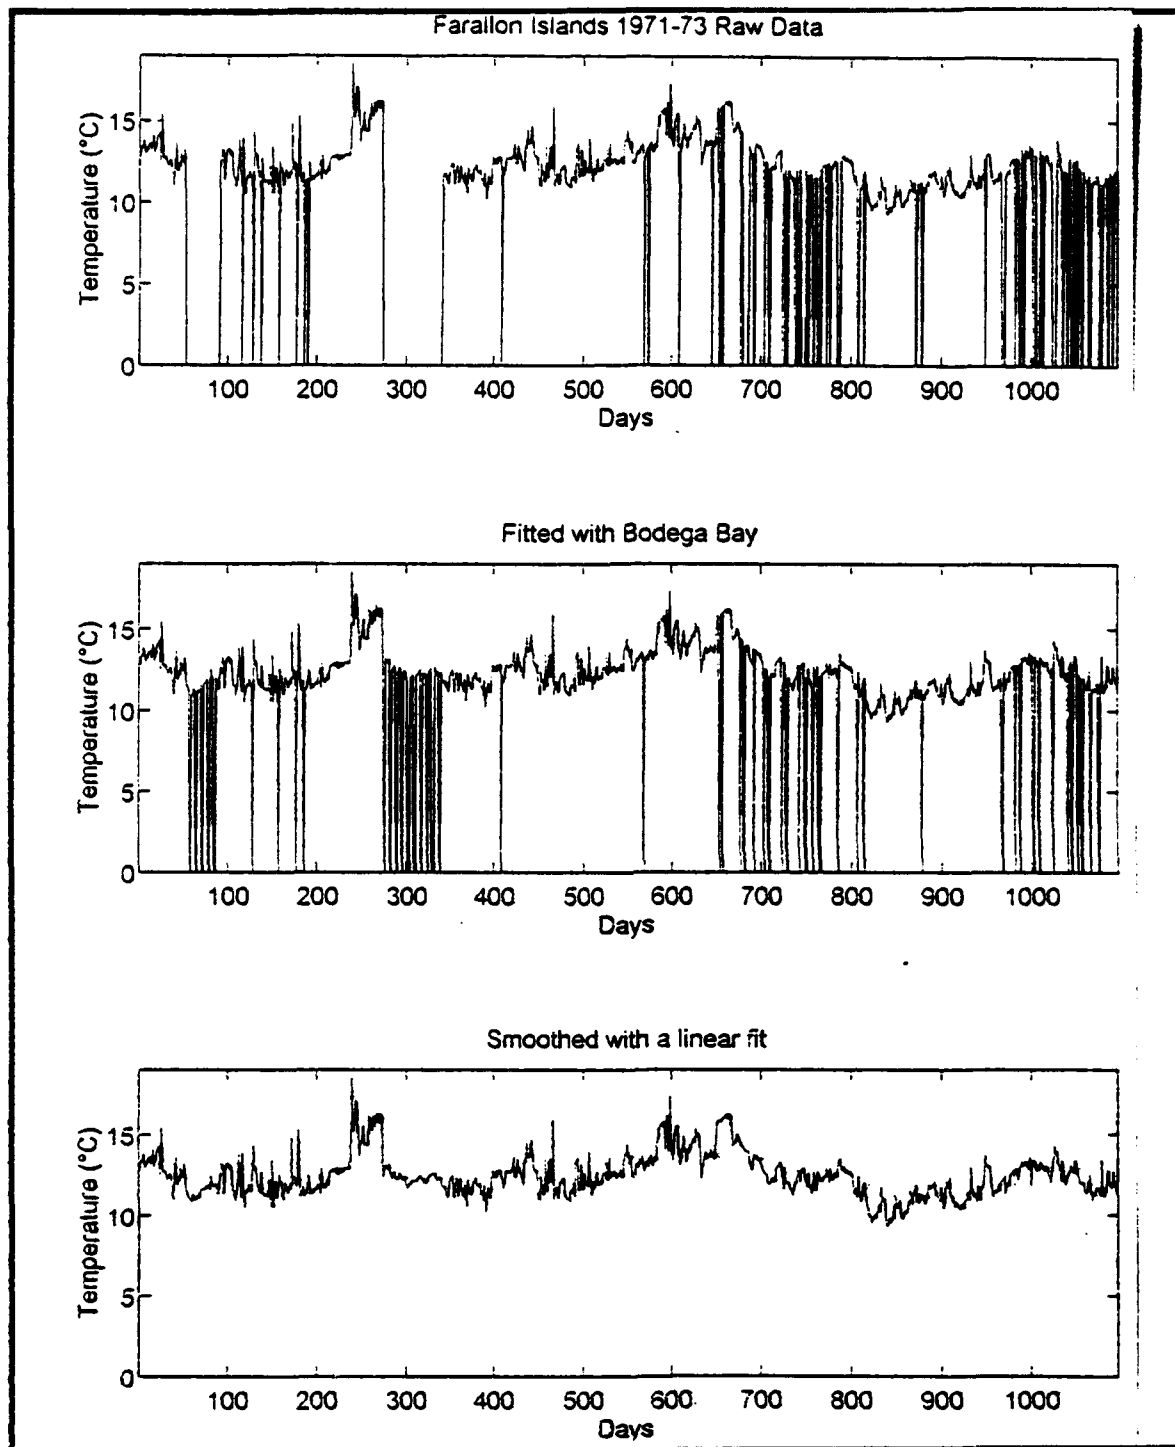 Farallon Islands 1971-73 Raw Data
Temperature (°C)
15
10
5
0
100 200 300 400 500 600 700 800 900 1000
Days
Fitted with Bodega Bay
Temperature (°C)
15
10
5
0
100 200 300 400 500 600 700 800 900 1000
Days
Smoothed with a linear fit
Temperature (°C)
15
10
5
0
100 200 300 400 500 600 700 800 900 1000
Days